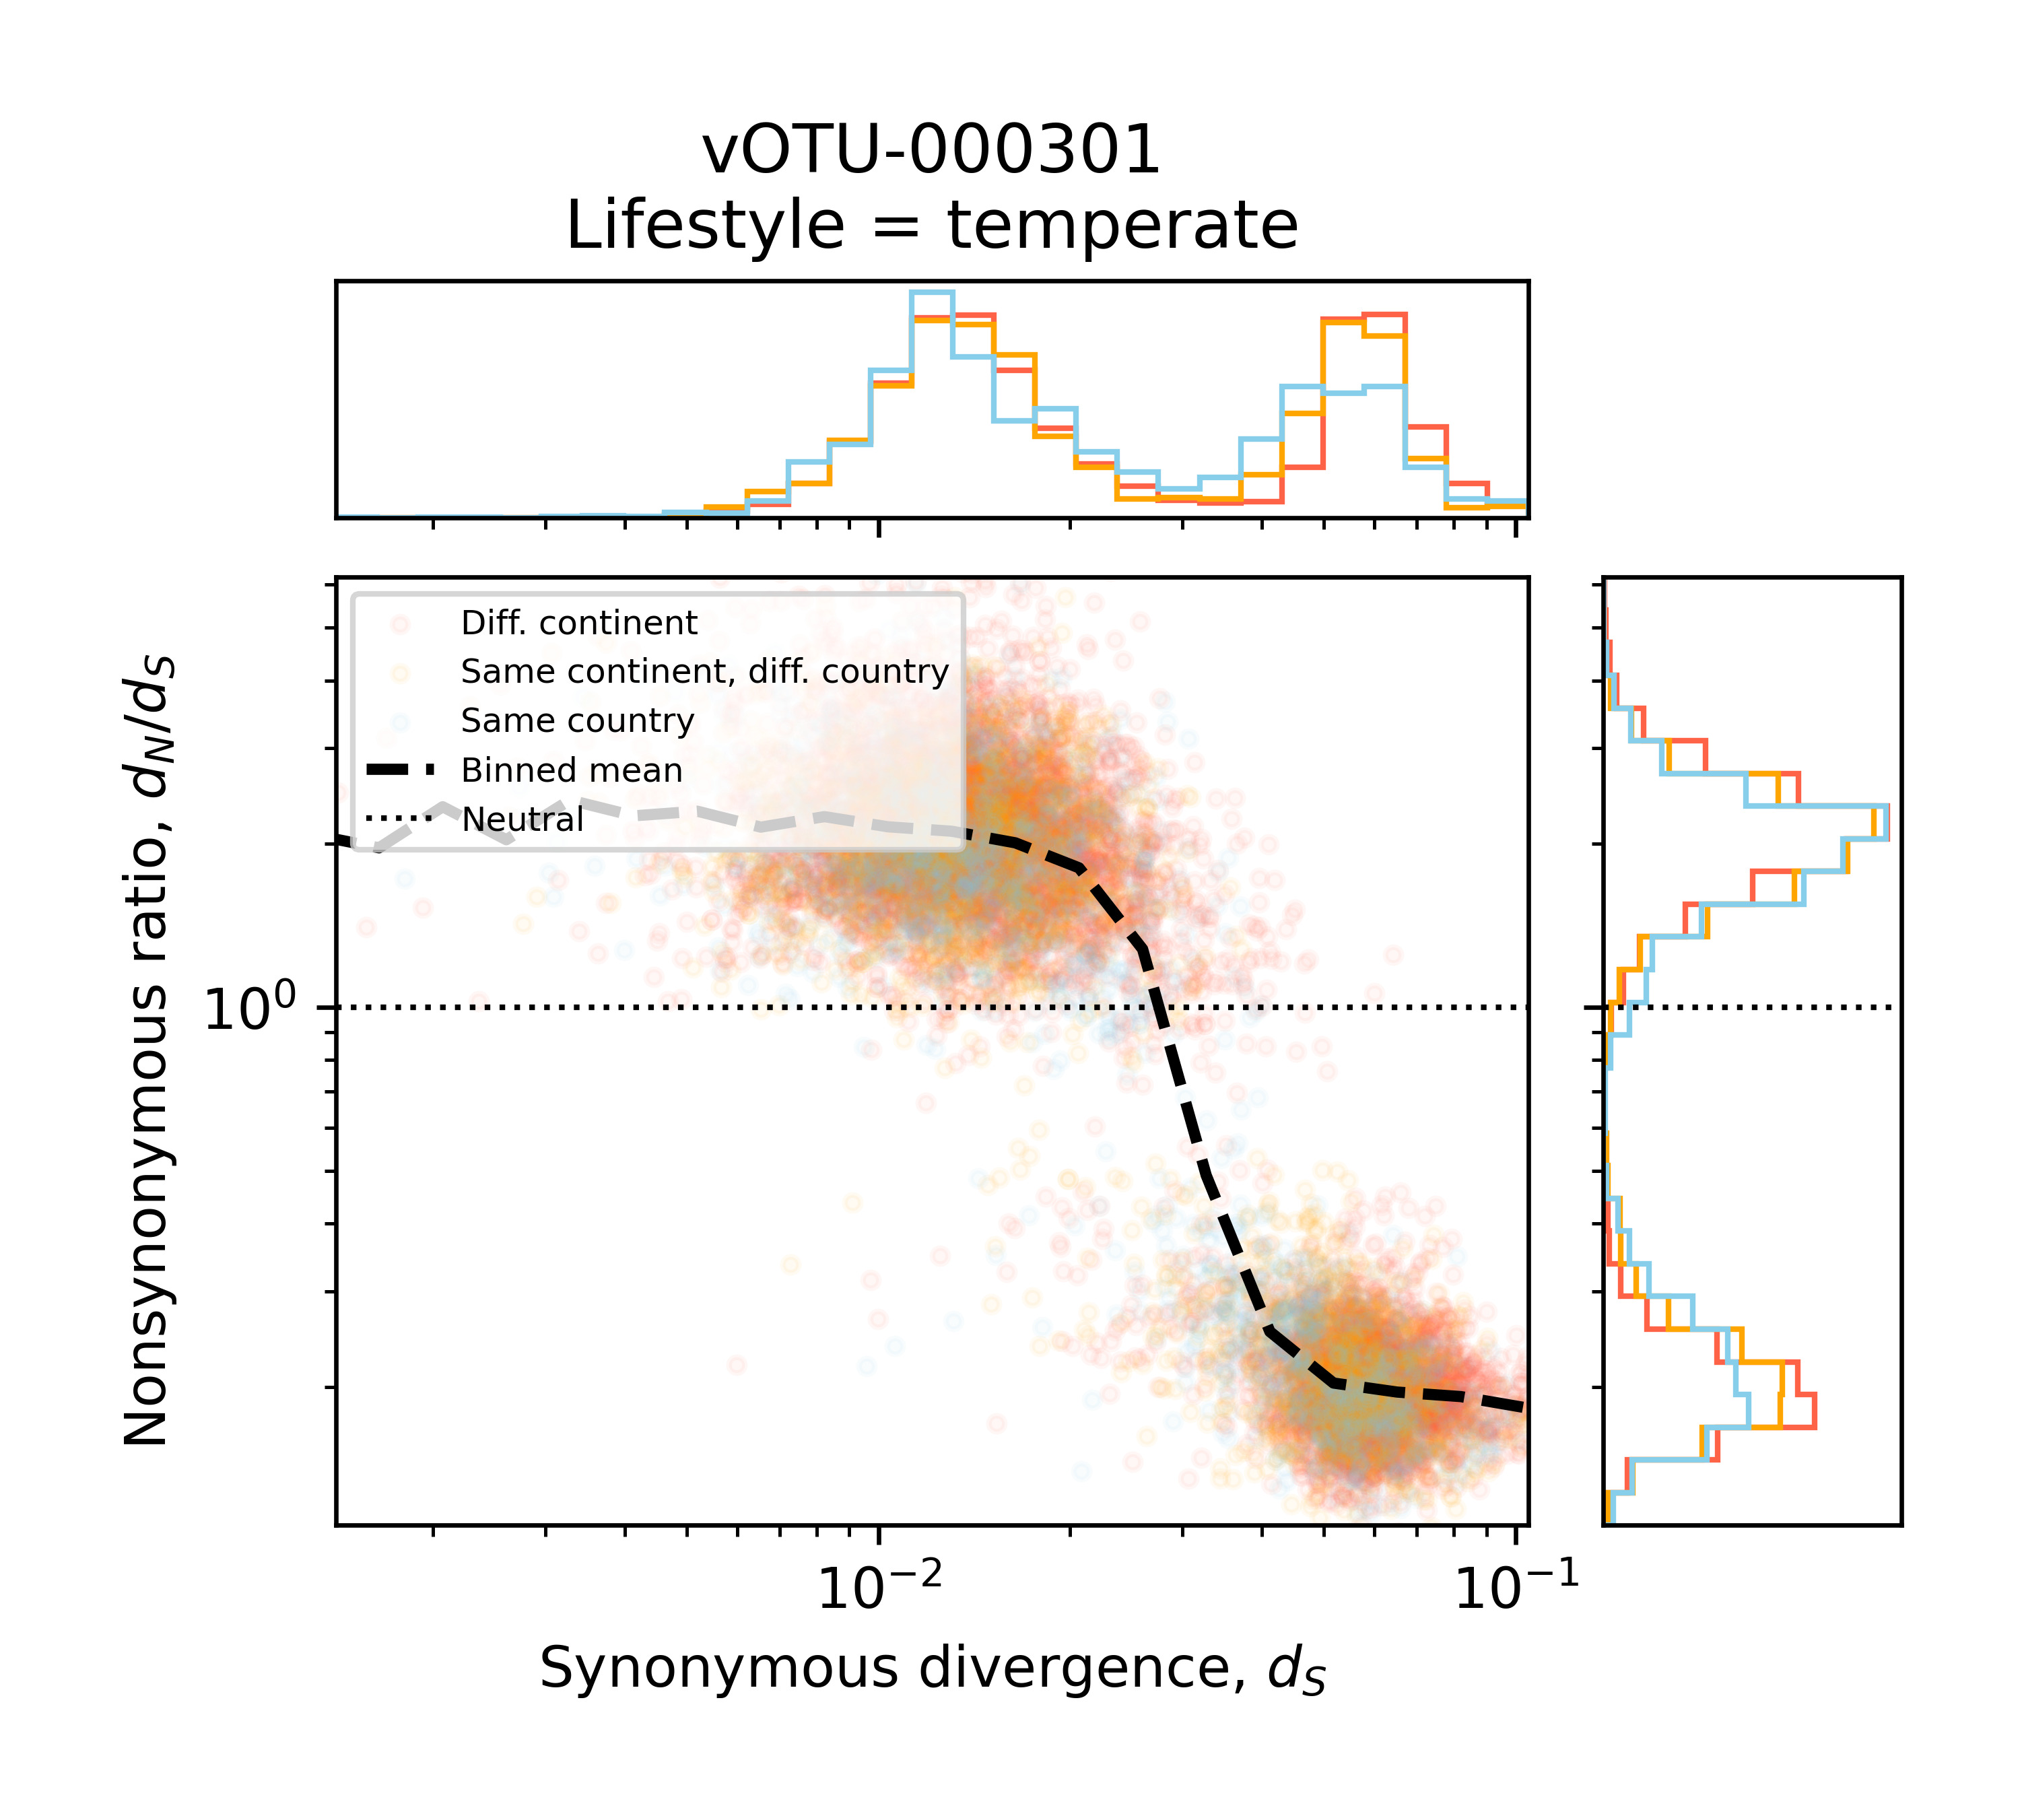 vOTU-000301
Lifestyle = temperate
Diff. continent
Same continent, diff. country
Same country
Binned mean
Neutral
Nonsynonymous ratio, $d_N/d_S$
$10^0$
$10^{-2}$
$10^{-1}$
Synonymous divergence, $d_S$